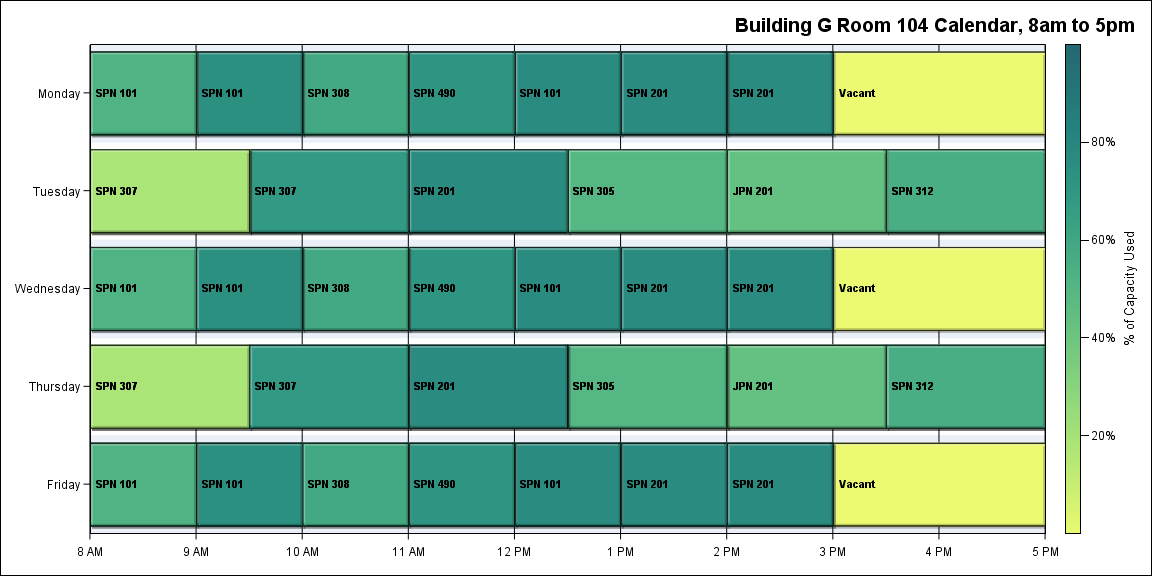 Building G Room 104 Calendar, 8am to 5pm
Monday
SPN 101
SPN 101
SPN 308
SPN 490
SPN 101
SPN 201
SPN 201
Vacant
Tuesday
SPN 307
SPN 307
SPN 201
SPN 305
JPN 201
SPN 312
Wednesday
SPN 101
SPN 101
SPN 308
SPN 490
SPN 101
SPN 201
SPN 201
Vacant
Thursday
SPN 307
SPN 307
SPN 201
SPN 305
JPN 201
SPN 312
Friday
SPN 101
SPN 101
SPN 308
SPN 490
SPN 101
SPN 201
SPN 201
Vacant
8 AM
9 AM
10 AM
11 AM
12 PM
1 PM
2 PM
3 PM
4 PM
5 PM
80%
60%
40%
20%
% of Capacity Used